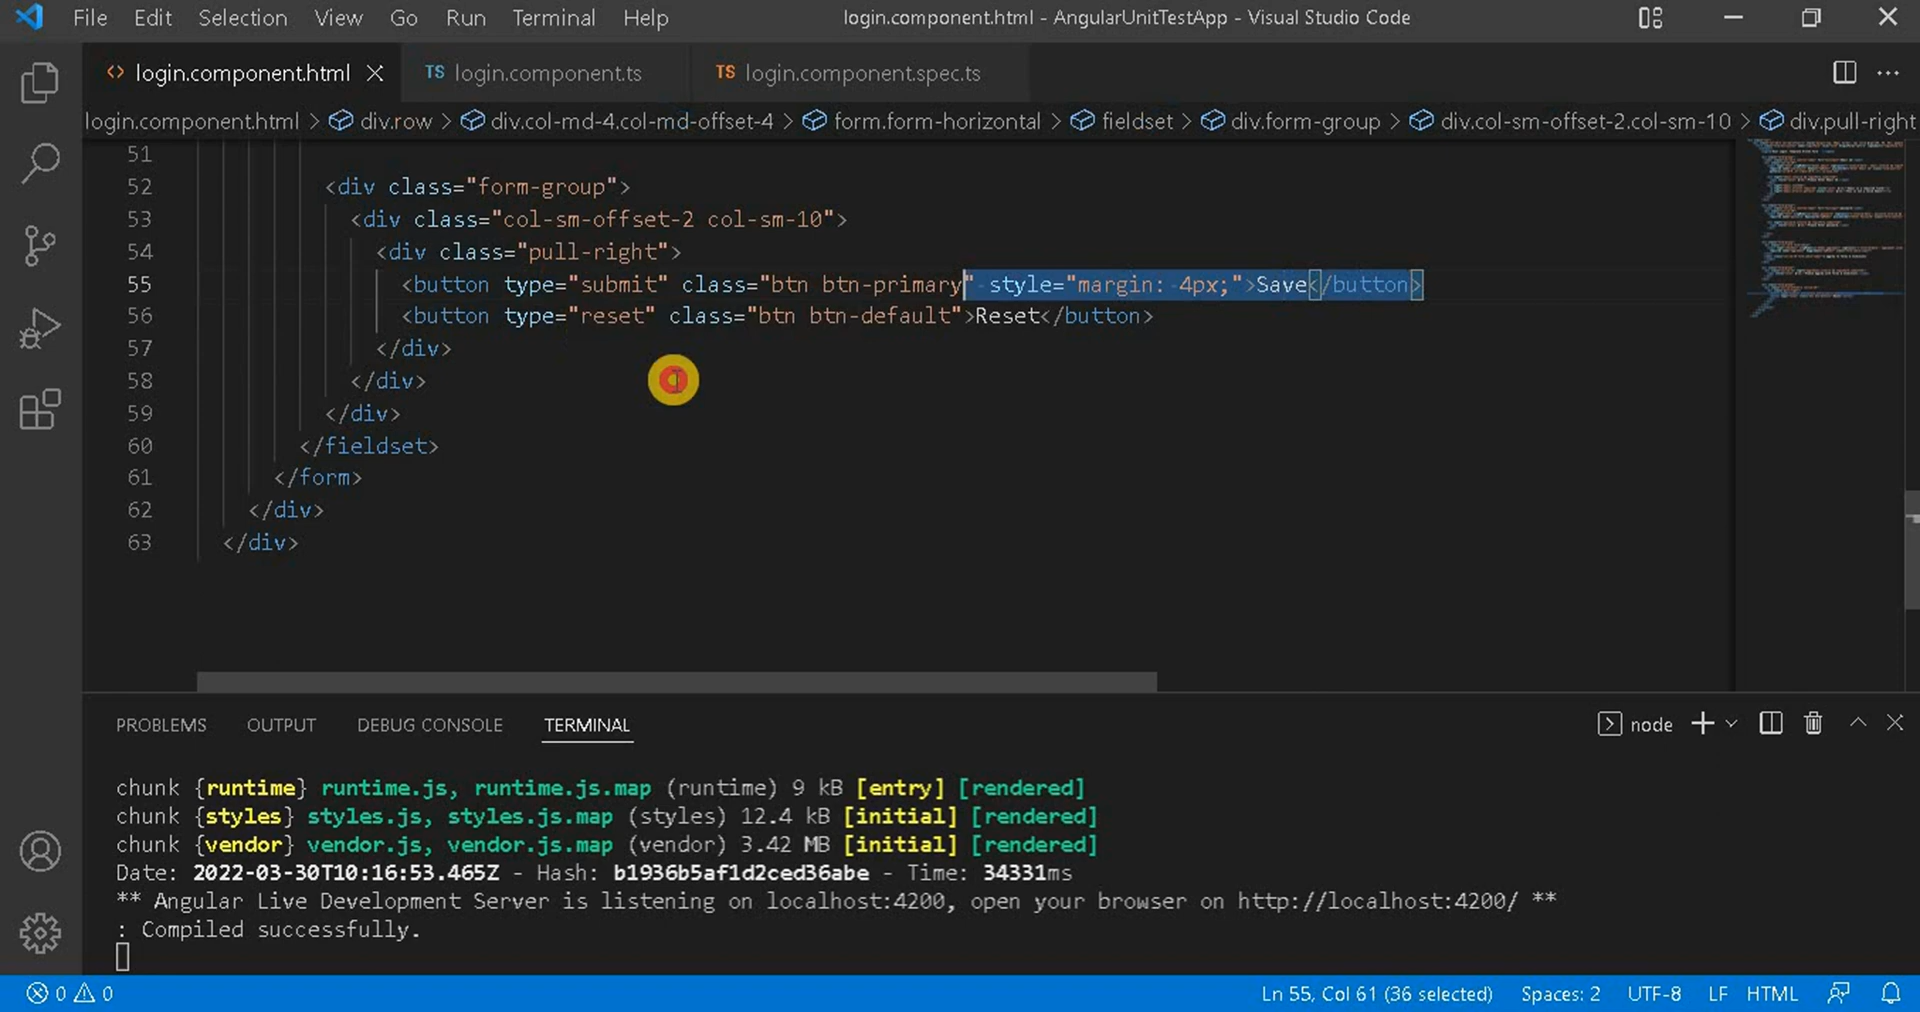 File Edit Selection View Go Run Terminal Help login.component.html - AngularUnitTestApp - Visual Studio Code
login.component.html TS login.component.ts TS login.component.spec.ts
login.component.html > div.row > div.col-md-4.col-md-offset-4 > form.form-horizontal > fieldset > div.form-group > div.col-sm-offset-2.col-sm-10 > div.pull-right
51
52 <div class="form-group">
53 <div class="col-sm-offset-2 col-sm-10">
54 <div class="pull-right">
55 <button type="submit" class="btn btn-primary" style="margin: 4px;">Save</button>
56 <button type="reset" class="btn btn-default">Reset</button>
57 </div>
58 </div>
59 </div>
60 </fieldset>
61 </form>
62 </div>
63 </div>
PROBLEMS OUTPUT DEBUG CONSOLE TERMINAL node
chunk {runtime} runtime.js, runtime.js.map (runtime) 9 kB [entry] [rendered]
chunk {styles} styles.js, styles.js.map (styles) 12.4 kB [initial] [rendered]
chunk {vendor} vendor.js, vendor.js.map (vendor) 3.42 MB [initial] [rendered]
Date: 2022-03-30T10:16:53.465Z - Hash: b1936b5af1d2ced36abe - Time: 34331ms
** Angular Live Development Server is listening on localhost:4200, open your browser on http://localhost:4200/ **
: Compiled successfully.
0 0 Ln 55, Col 61 (36 selected) Spaces: 2 UTF-8 LF HTML